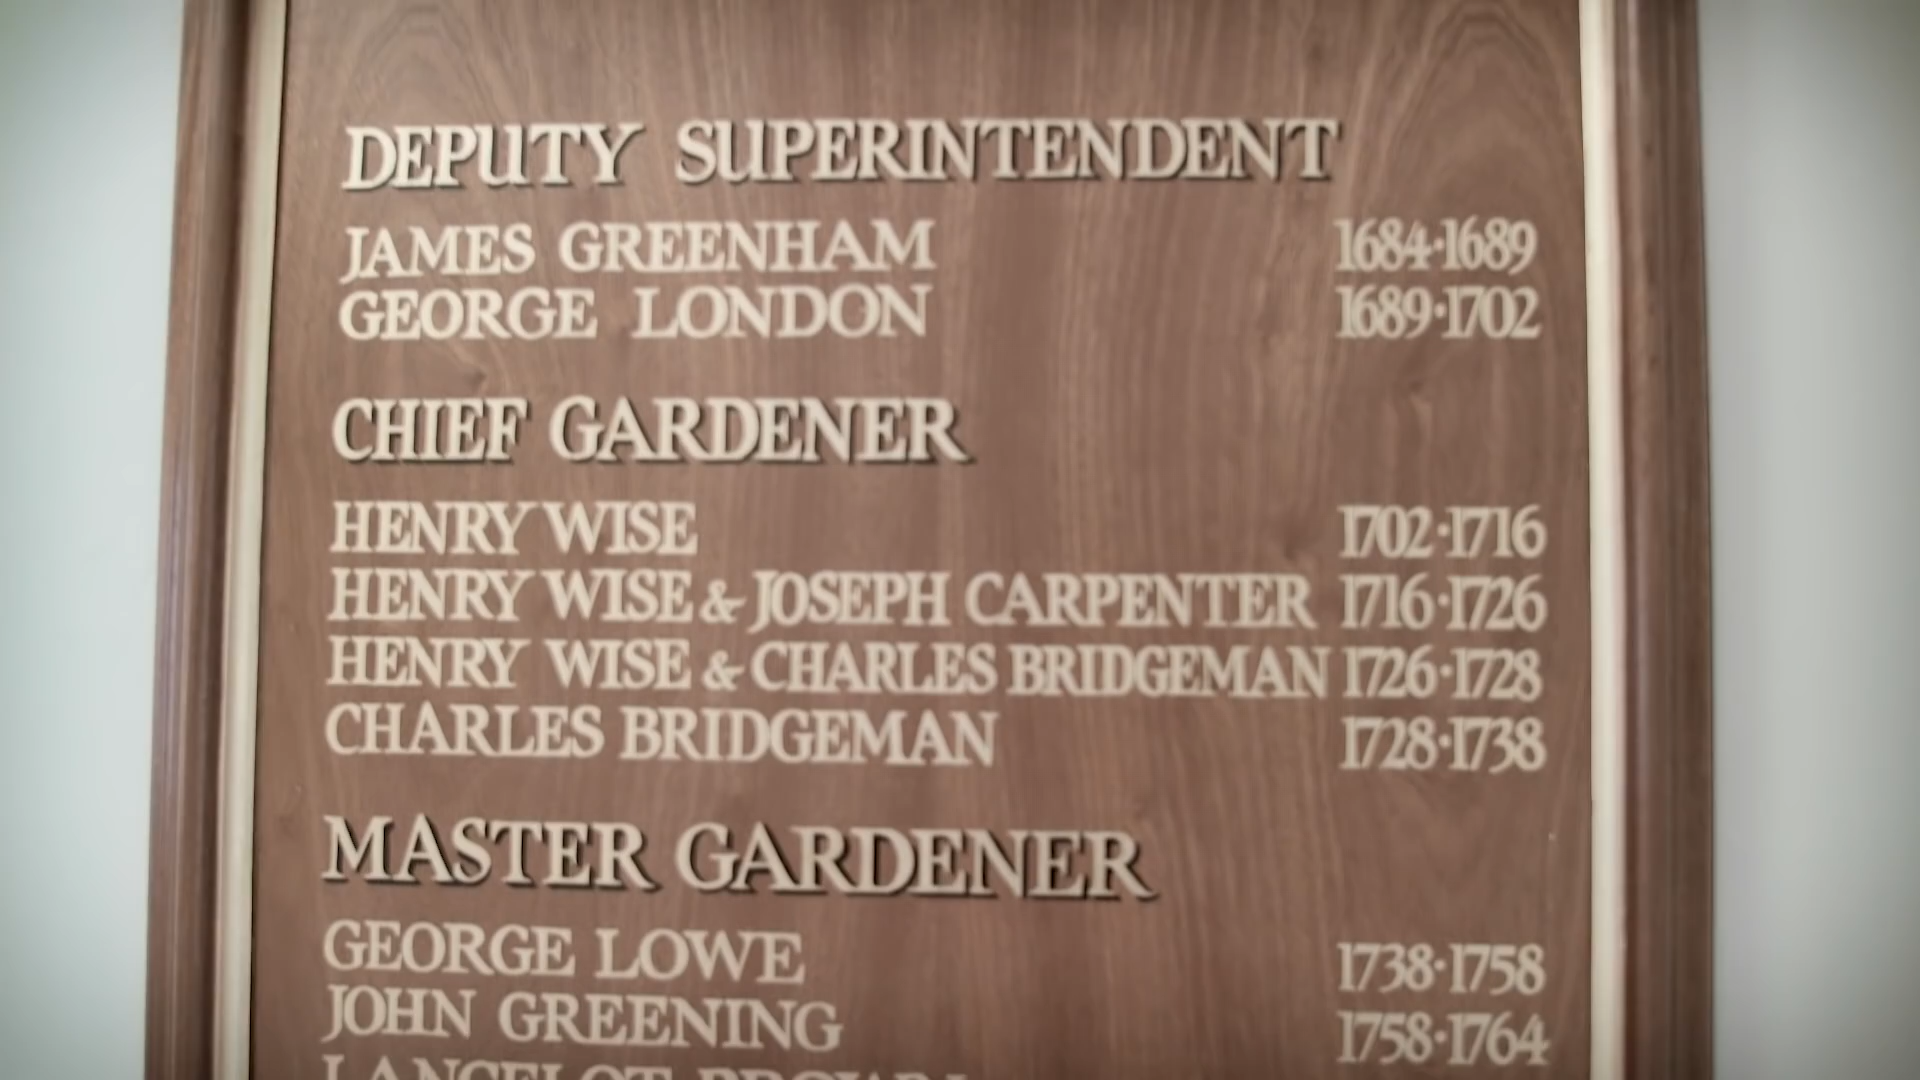 DEPUTY SUPERINTENDENT
JAMES GREENHAM 1684·1689
GEORGE LONDON 1689·1702
CHIEF GARDENER
HENRY WISE 1702·1716
HENRY WISE & JOSEPH CARPENTER 1716·1726
HENRY WISE & CHARLES BRIDGEMAN 1726·1728
CHARLES BRIDGEMAN 1728·1738
MASTER GARDENER
GEORGE LOWE 1738·1758
JOHN GREENING 1758·1764
LANCELOT BROWN